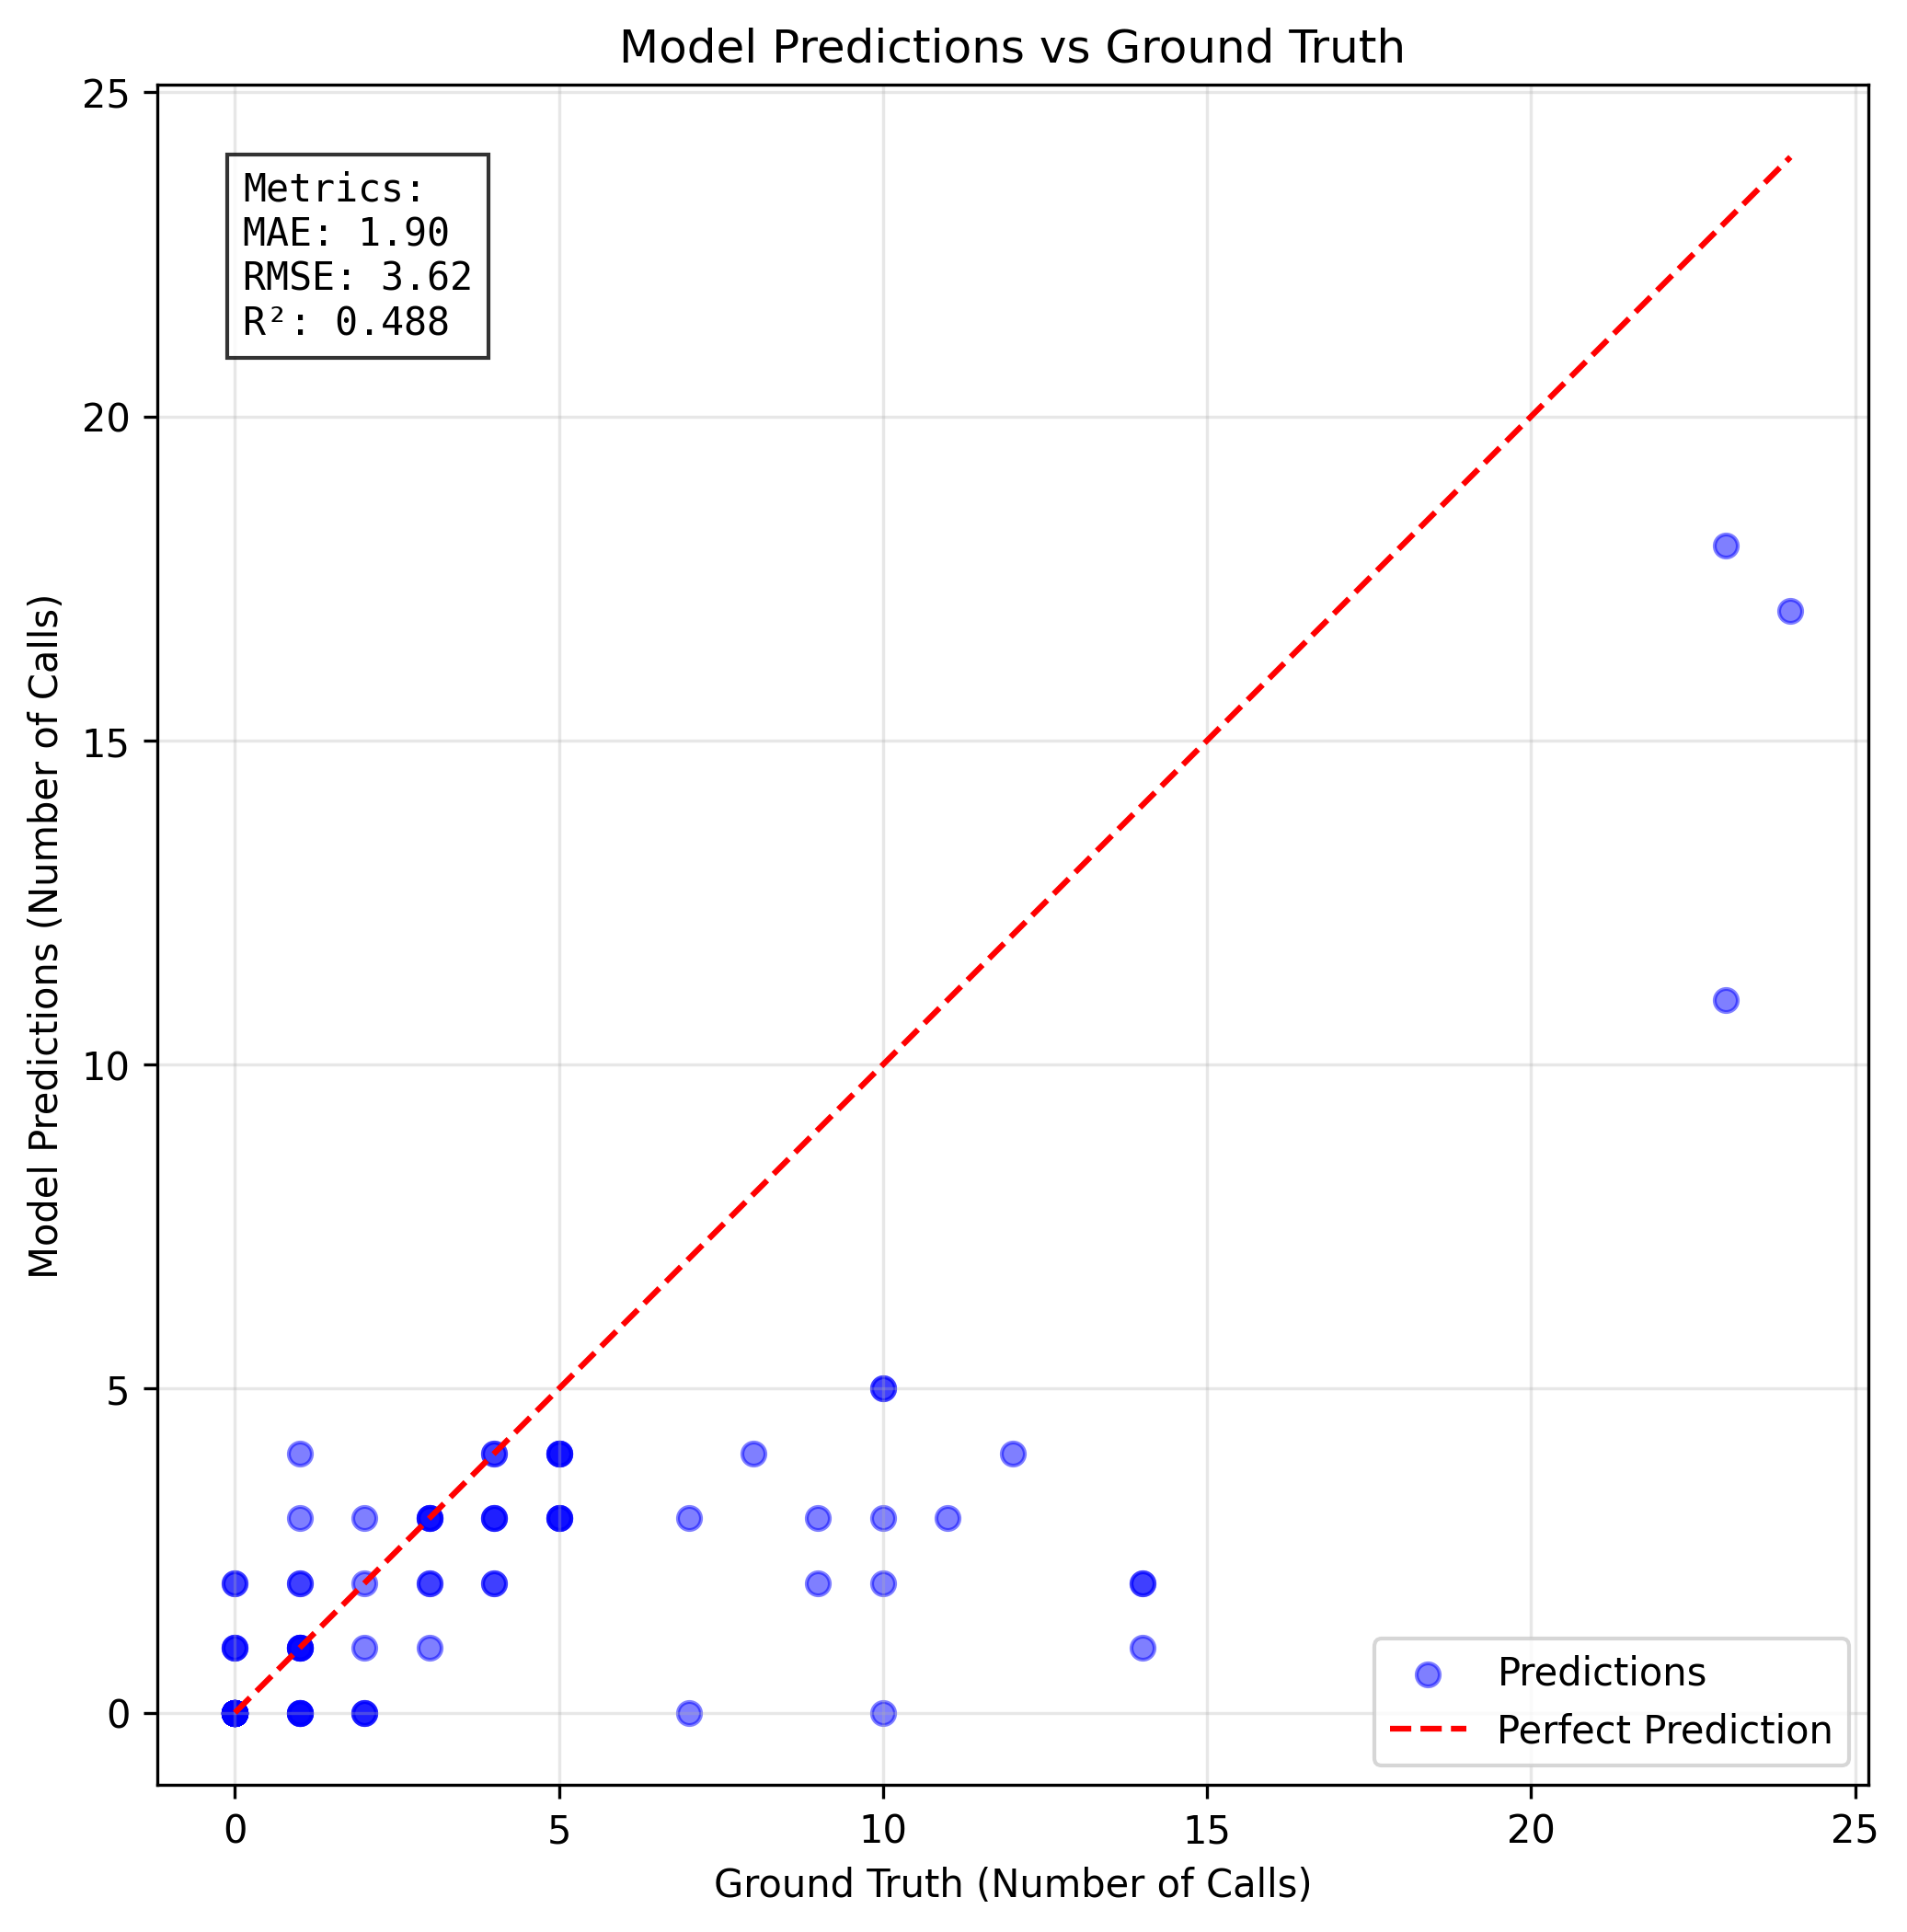 Model Predictions vs Ground Truth
Metrics:
MAE: 1.90
RMSE: 3.62
R²: 0.488
Model Predictions (Number of Calls)
25
20
15
10
5
0
0 5 10 15 20 25
Ground Truth (Number of Calls)
Predictions
Perfect Prediction